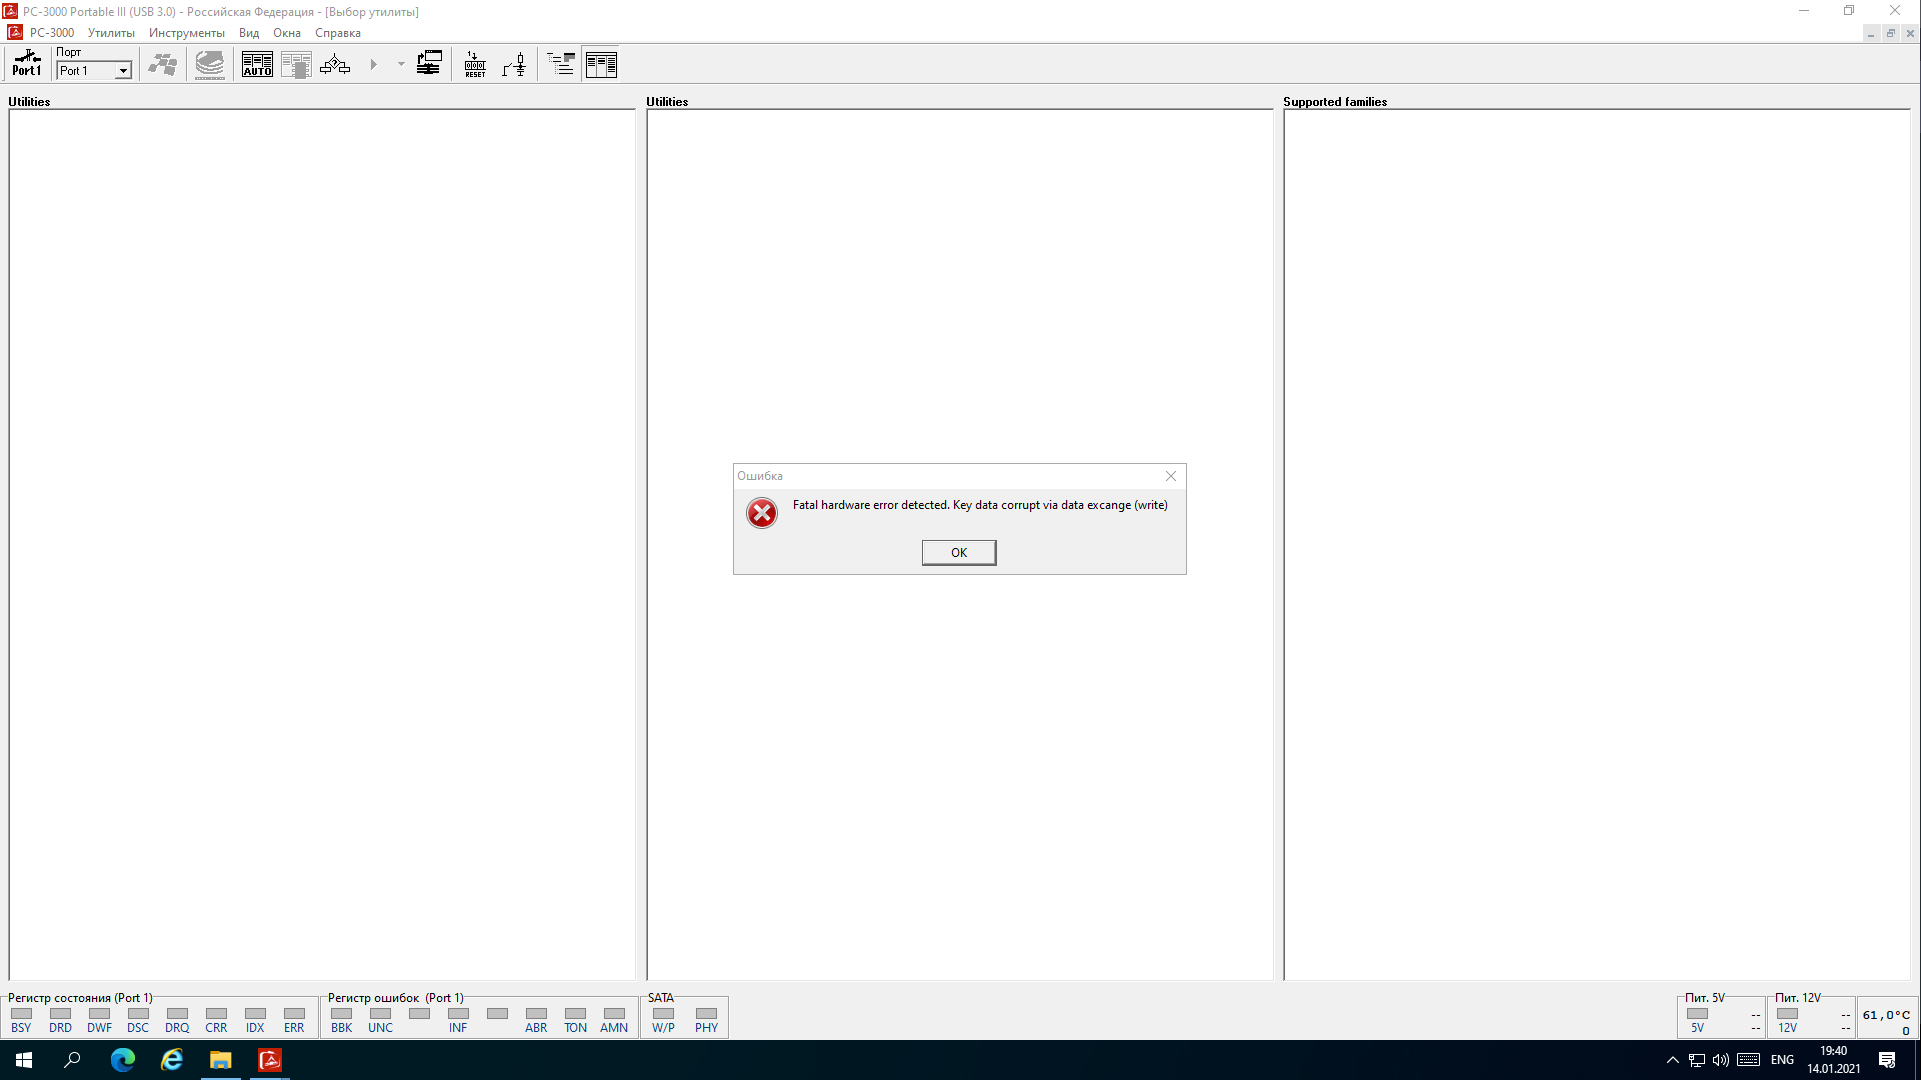 PC-3000 Portable III (USB 3.0) - Российская Федерация - [Выбор утилиты]
PC-3000 Утилиты Инструменты Вид Окна Справка
Port1
Порт
Port 1
AUTO
RESET
Utilities
Utilities
Supported families
Ошибка
Fatal hardware error detected. Key data corrupt via data excange (write)
OK
Регистр состояния (Port 1)
BSY DRD DWF DSC DRQ CRR IDX ERR
Регистр ошибок (Port 1)
BBK UNC INF ABR TON AMN
SATA
W/P PHY
Пит. 5V
--
5V --
Пит. 12V
--
12V --
61,0°C
0
ENG
19:40
14.01.2021